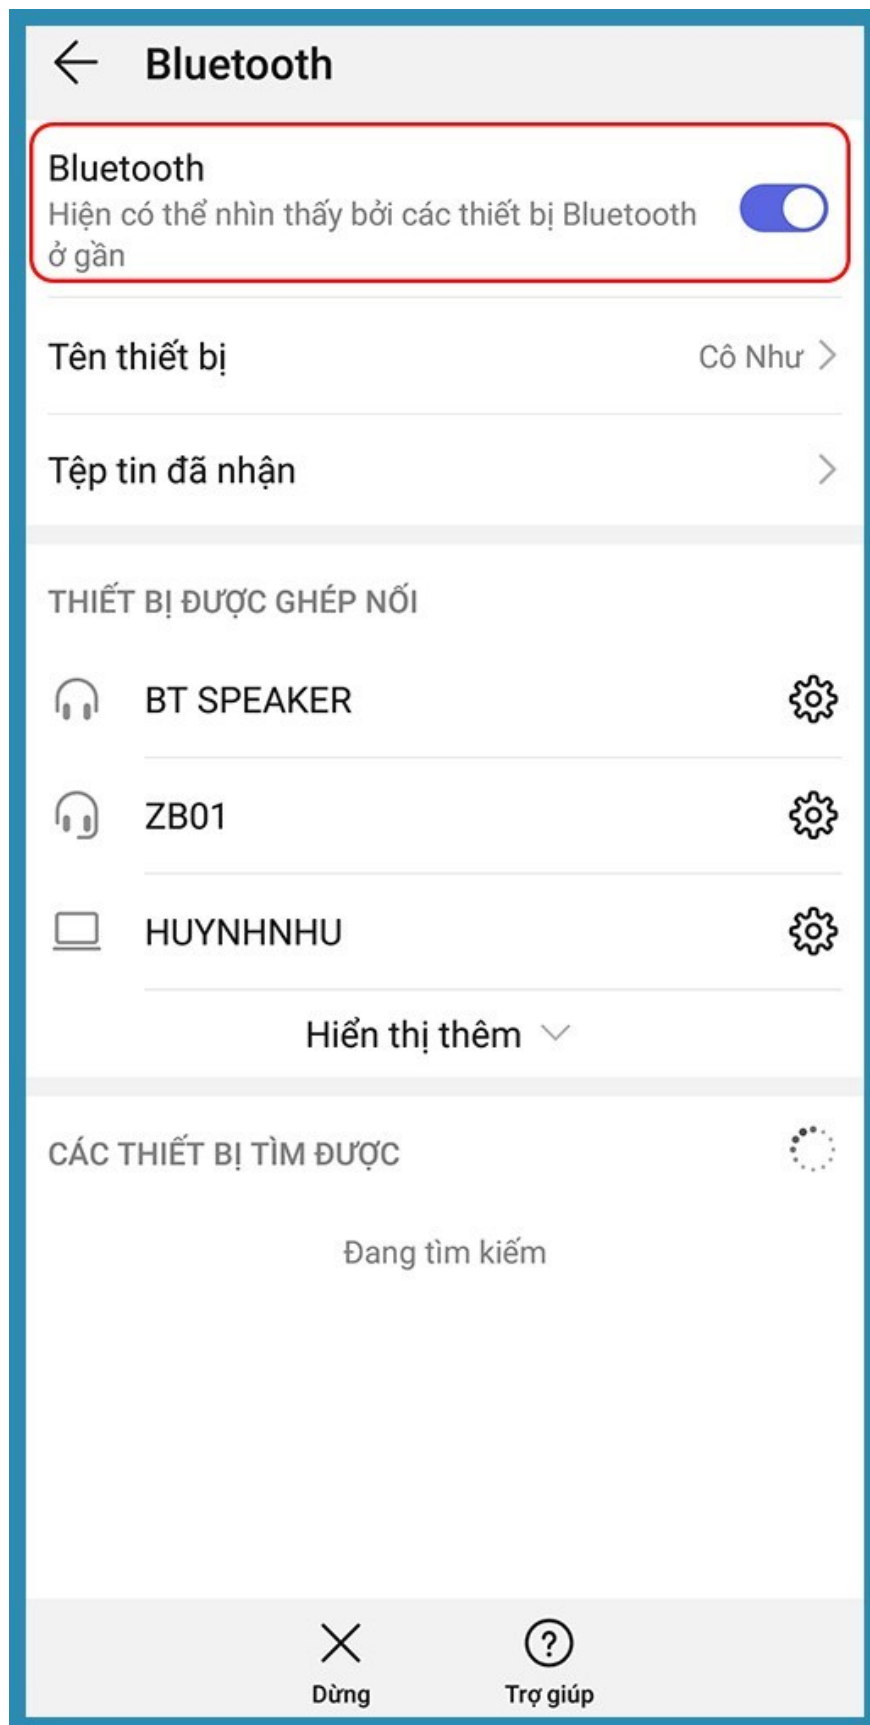 Bluetooth
Bluetooth
Hiện có thể nhìn thấy bởi các thiết bị Bluetooth
ở gần
Tên thiết bị Cô Như
Tệp tin đã nhận
THIẾT BỊ ĐƯỢC GHÉP NỐI
BT SPEAKER
ZB01
HUYNHNHU
Hiển thị thêm
CÁC THIẾT BỊ TÌM ĐƯỢC
Đang tìm kiếm
Dừng Trợ giúp